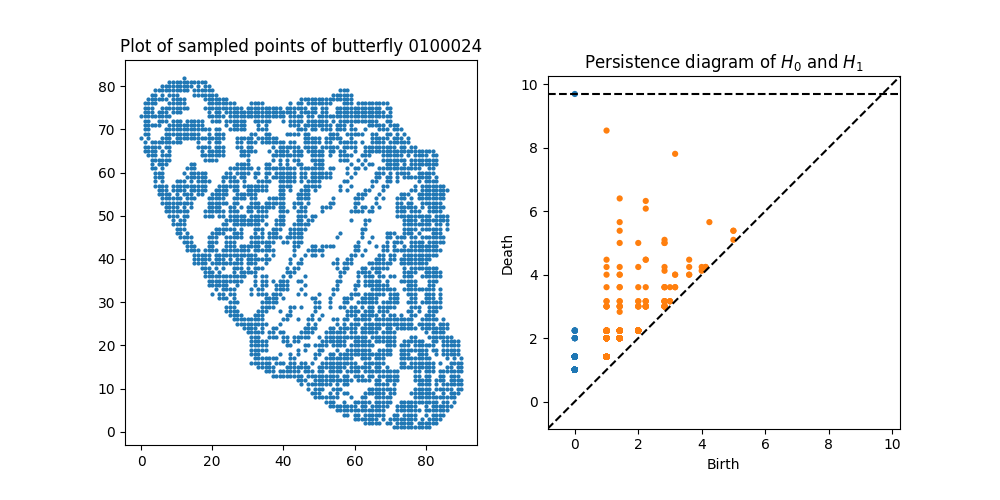 Plot of sampled points of butterfly 0100024
80
70
60
50
40
30
20
10
0
0 20 40 60 80
Persistence diagram of H₀ and H₁
10
8
6
4
2
0
Death
0 2 4 6 8 10
Birth